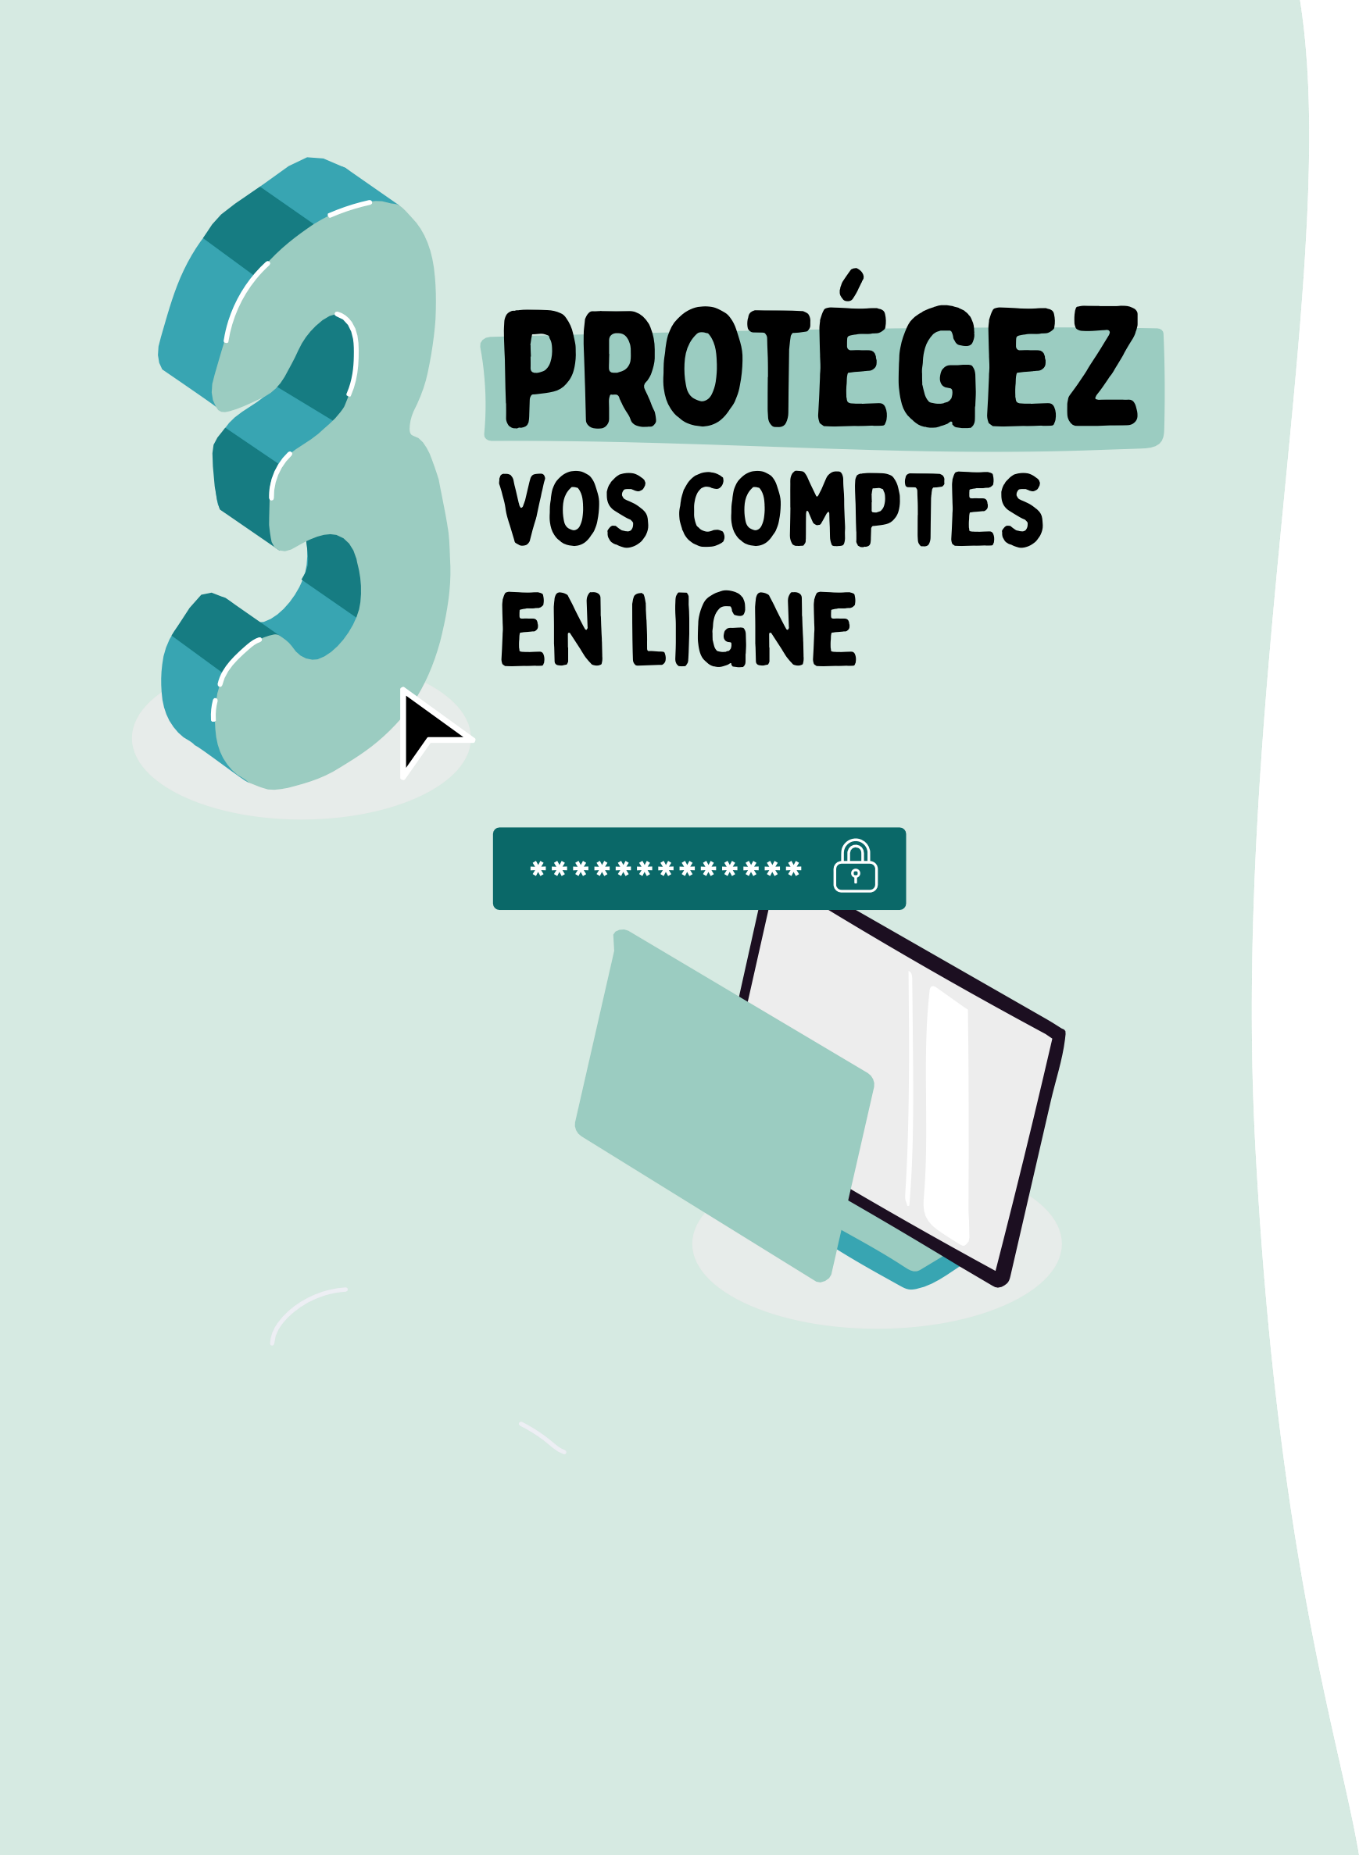 3
PROTÉGEZ
VOS COMPTES
EN LIGNE
*************